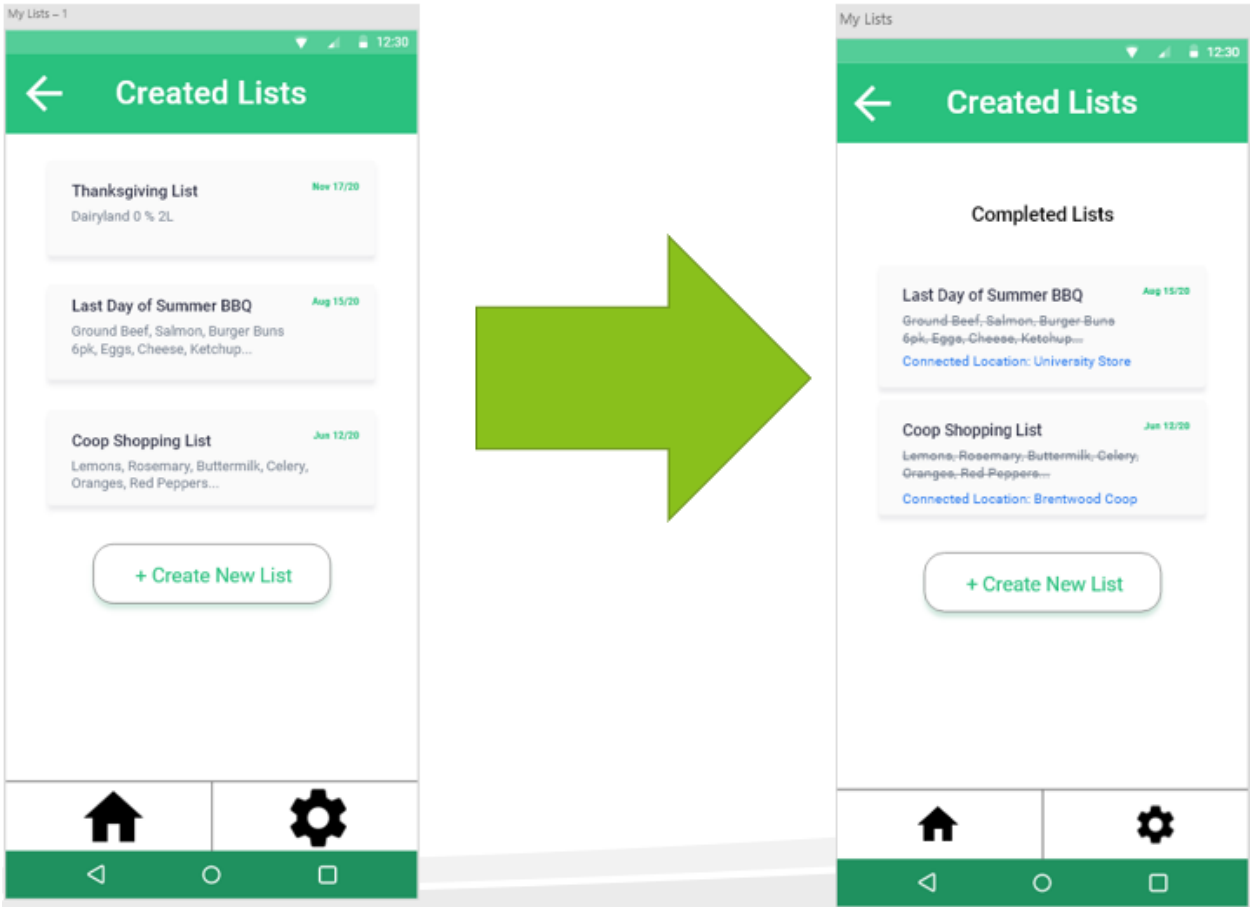 My Lists – 1
12:30
Created Lists
Thanksgiving List
Nov 17/20
Dairyland 0 % 2L
Last Day of Summer BBQ
Aug 15/20
Ground Beef, Salmon, Burger Buns
6pk, Eggs, Cheese, Ketchup...
Coop Shopping List
Jun 12/20
Lemons, Rosemary, Buttermilk, Celery,
Oranges, Red Peppers...
+ Create New List
My Lists
12:30
Created Lists
Completed Lists
Last Day of Summer BBQ
Aug 15/20
Ground Beef, Salmon, Burger Buns
6pk, Eggs, Cheese, Ketchup...
Connected Location: University Store
Coop Shopping List
Jun 12/20
Lemons, Rosemary, Buttermilk, Celery,
Oranges, Red Peppers...
Connected Location: Brentwood Coop
+ Create New List